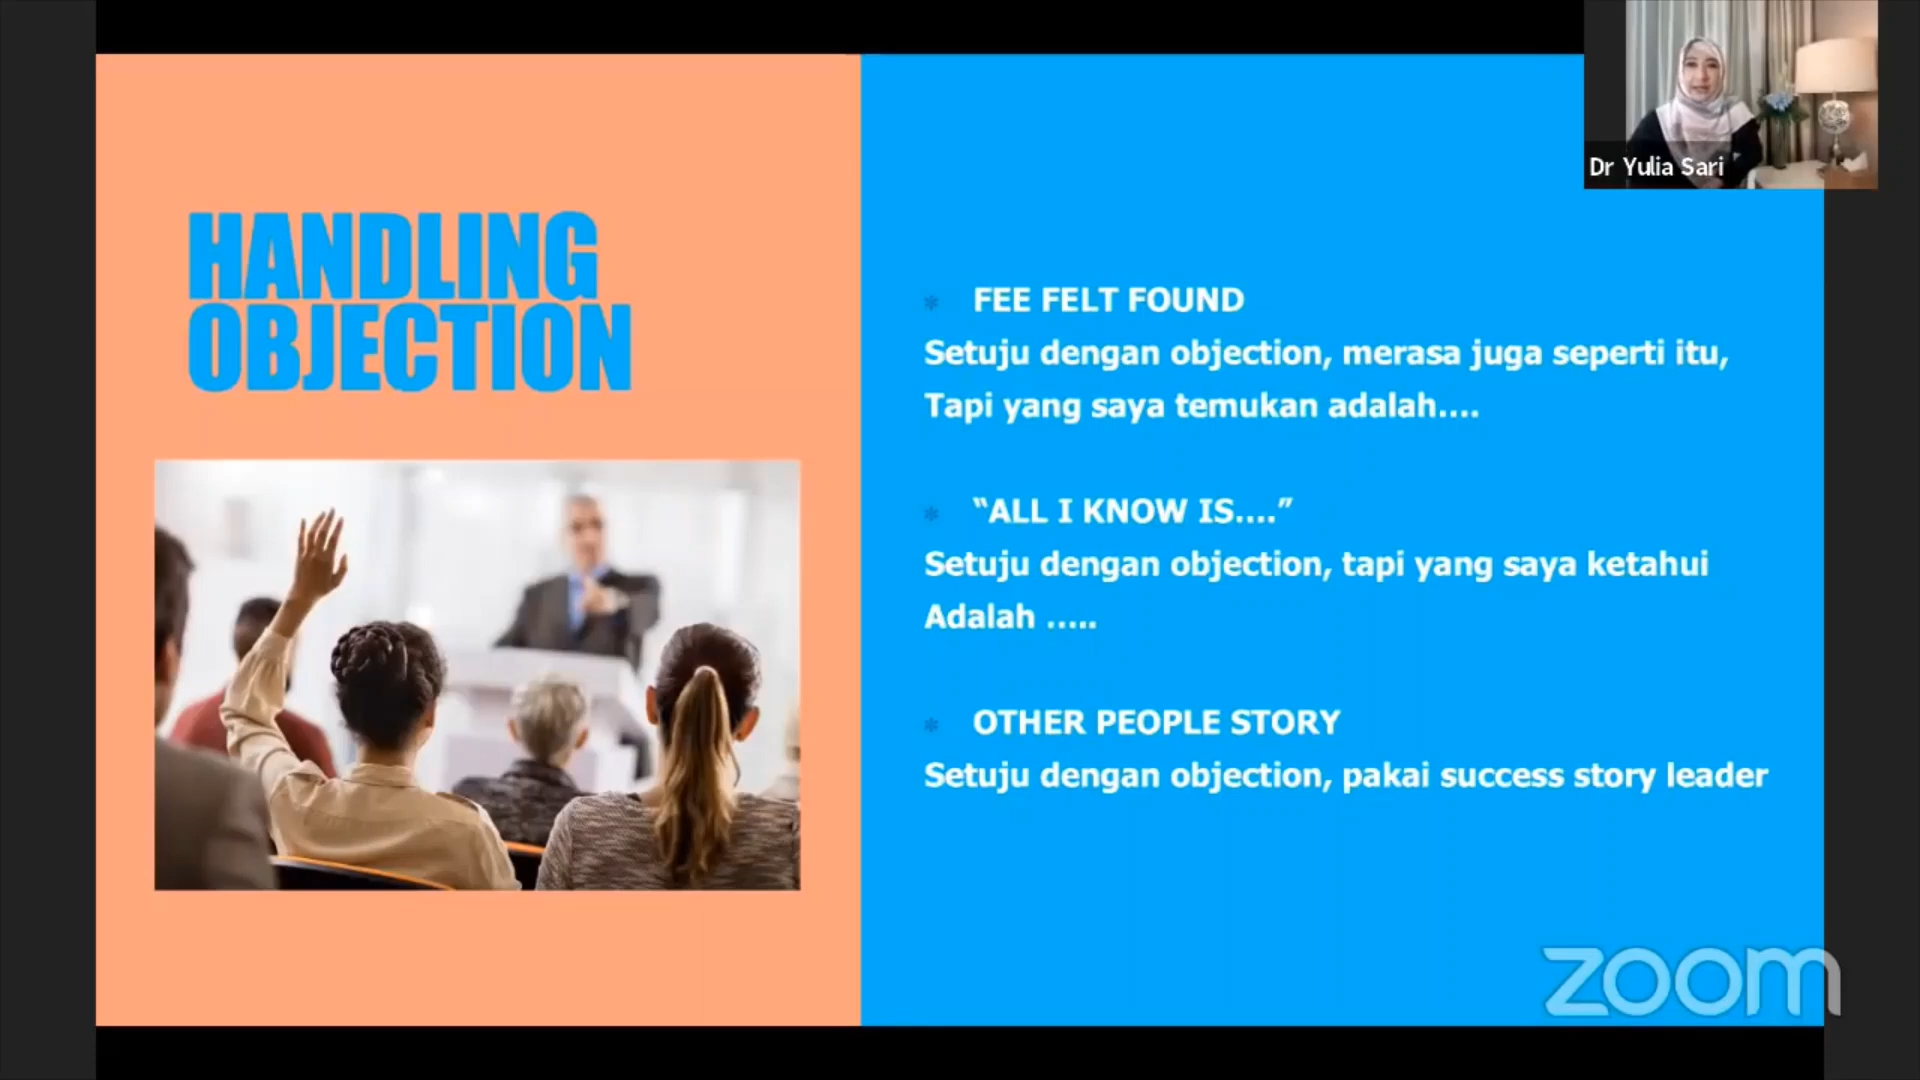 HANDLING
OBJECTION
* FEE FELT FOUND
Setuju dengan objection, merasa juga seperti itu,
Tapi yang saya temukan adalah....
* “ALL I KNOW IS....”
Setuju dengan objection, tapi yang saya ketahui
Adalah .....
* OTHER PEOPLE STORY
Setuju dengan objection, pakai success story leader
Dr Yulia Sari
zoom